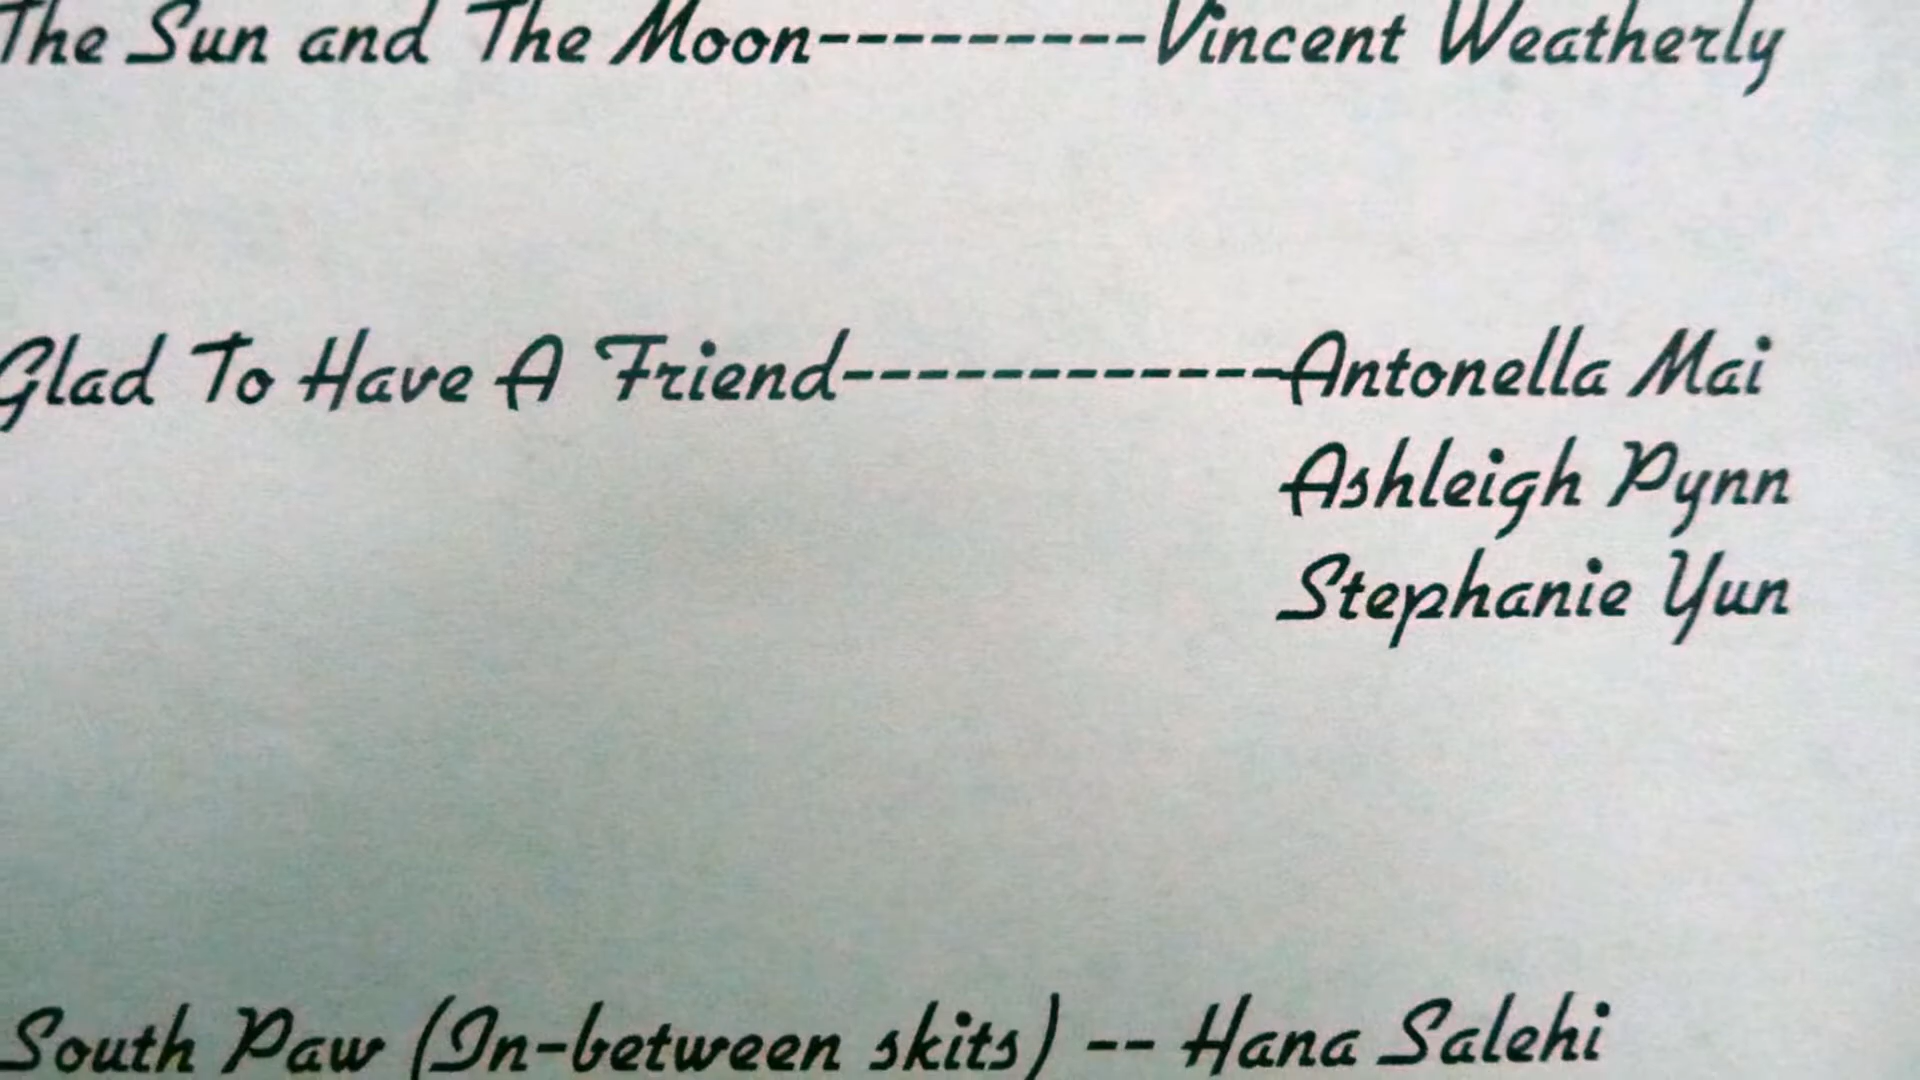 The Sun and The Moon---------Vincent Weatherly
Glad To Have A Friend------------Antonella Mai
Ashleigh Pynn
Stephanie Yun
South Paw (In-between skits) -- Hana Salehi